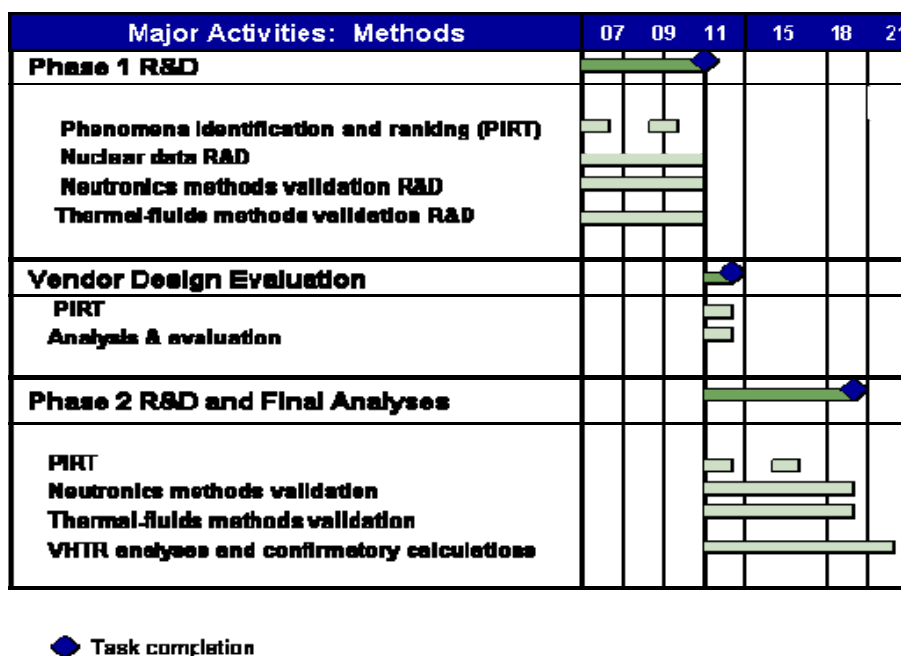 Major Activities: Methods 07 09 11 15 18 21
Phase 1 R&D
Phenomena identification and ranking (PIRT)
Nuclear data R&D
Neutronics methods validation R&D
Thermal-fluids methods validation R&D
Vendor Design Evaluation
PIRT
Analysis & evaluation
Phase 2 R&D and Final Analyses
PIRT
Neutronics methods validation
Thermal-fluids methods validation
VHTR analyses and confirmatory calculations
Task completion